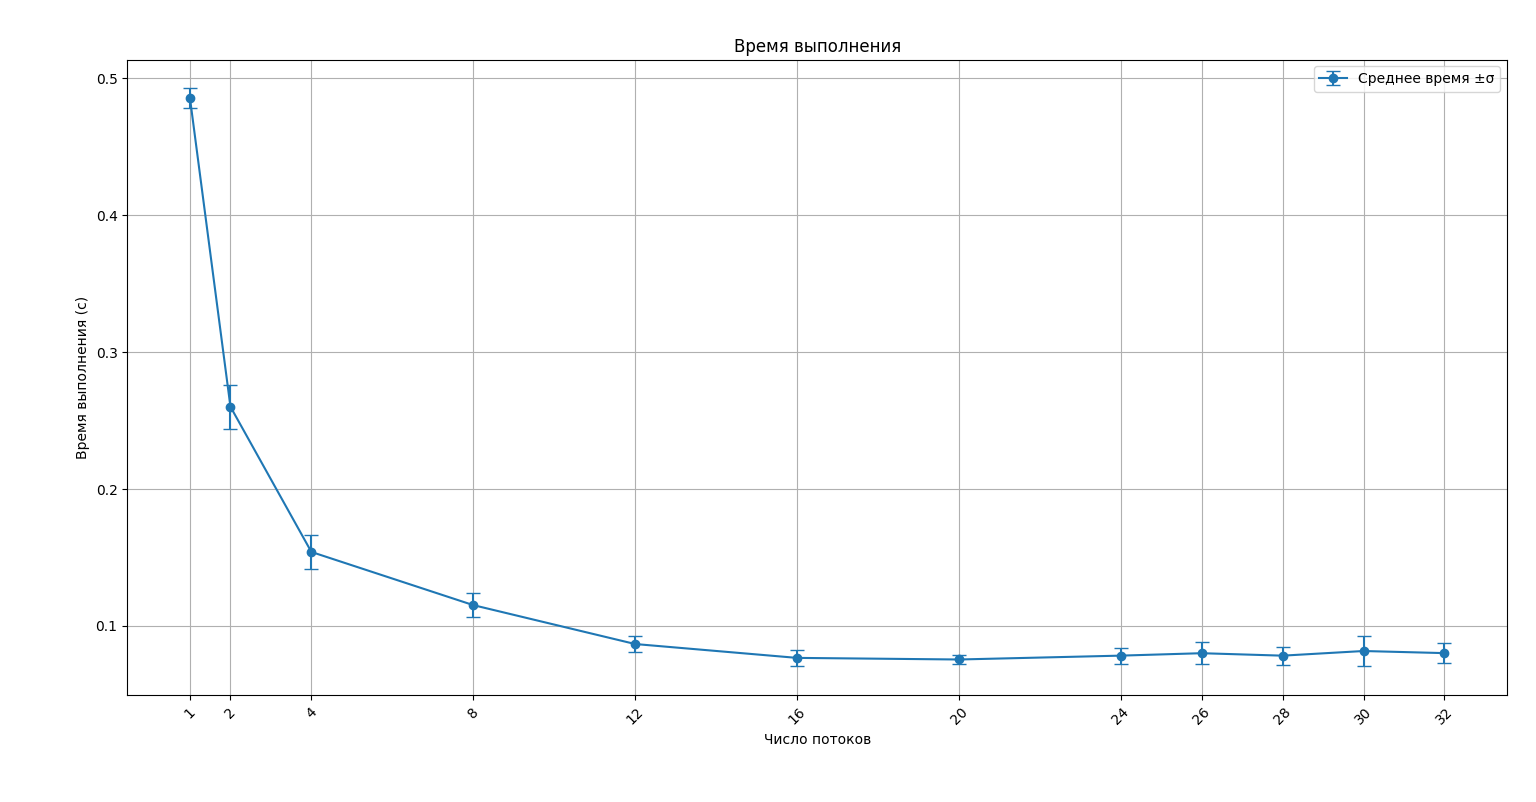 Время выполнения
Среднее время ±σ
0.5
0.4
0.3
0.2
0.1
Время выполнения (с)
1 2 4 8 12 16 20 24 26 28 30 32
Число потоков